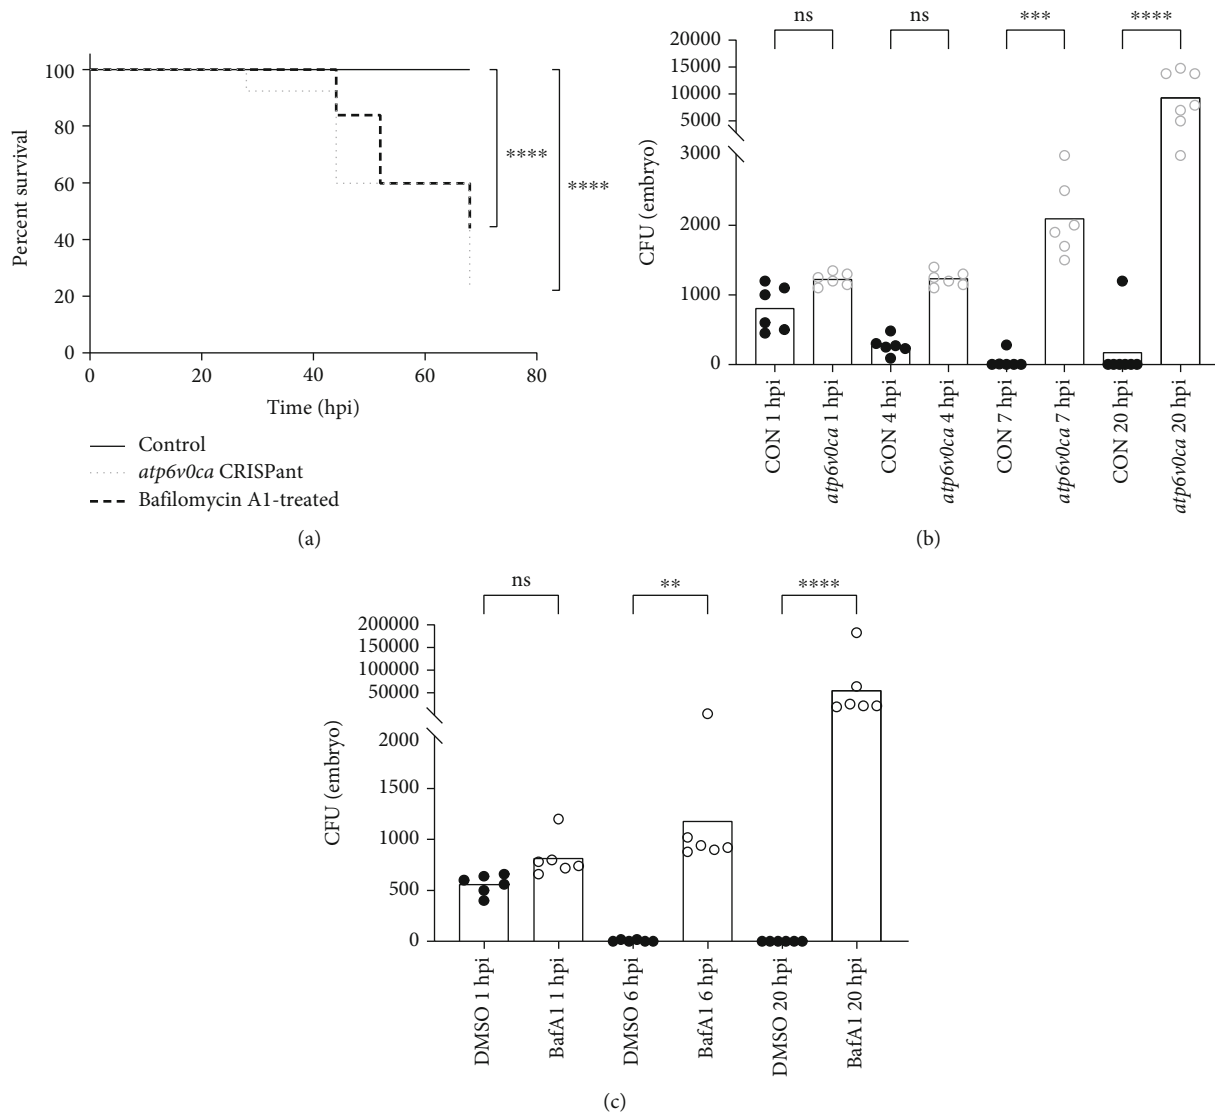 100
80
60
40
20
0
Percent survival
0
20
40
60
80
Time (hpi)
****
****
Control
atp6v0ca CRISPant
Bafilomycin A1-treated
(a)
ns
ns
***
****
20000
15000
10000
5000
3000
2000
1000
0
CFU (embryo)
CON 1 hpi
atp6v0ca 1 hpi
CON 4 hpi
atp6v0ca 4 hpi
CON 7 hpi
atp6v0ca 7 hpi
CON 20 hpi
atp6v0ca 20 hpi
(b)
ns
**
****
200000
150000
100000
50000
2000
1500
1000
500
0
CFU (embryo)
DMSO 1 hpi
BafA1 1 hpi
DMSO 6 hpi
BafA1 6 hpi
DMSO 20 hpi
BafA1 20 hpi
(c)